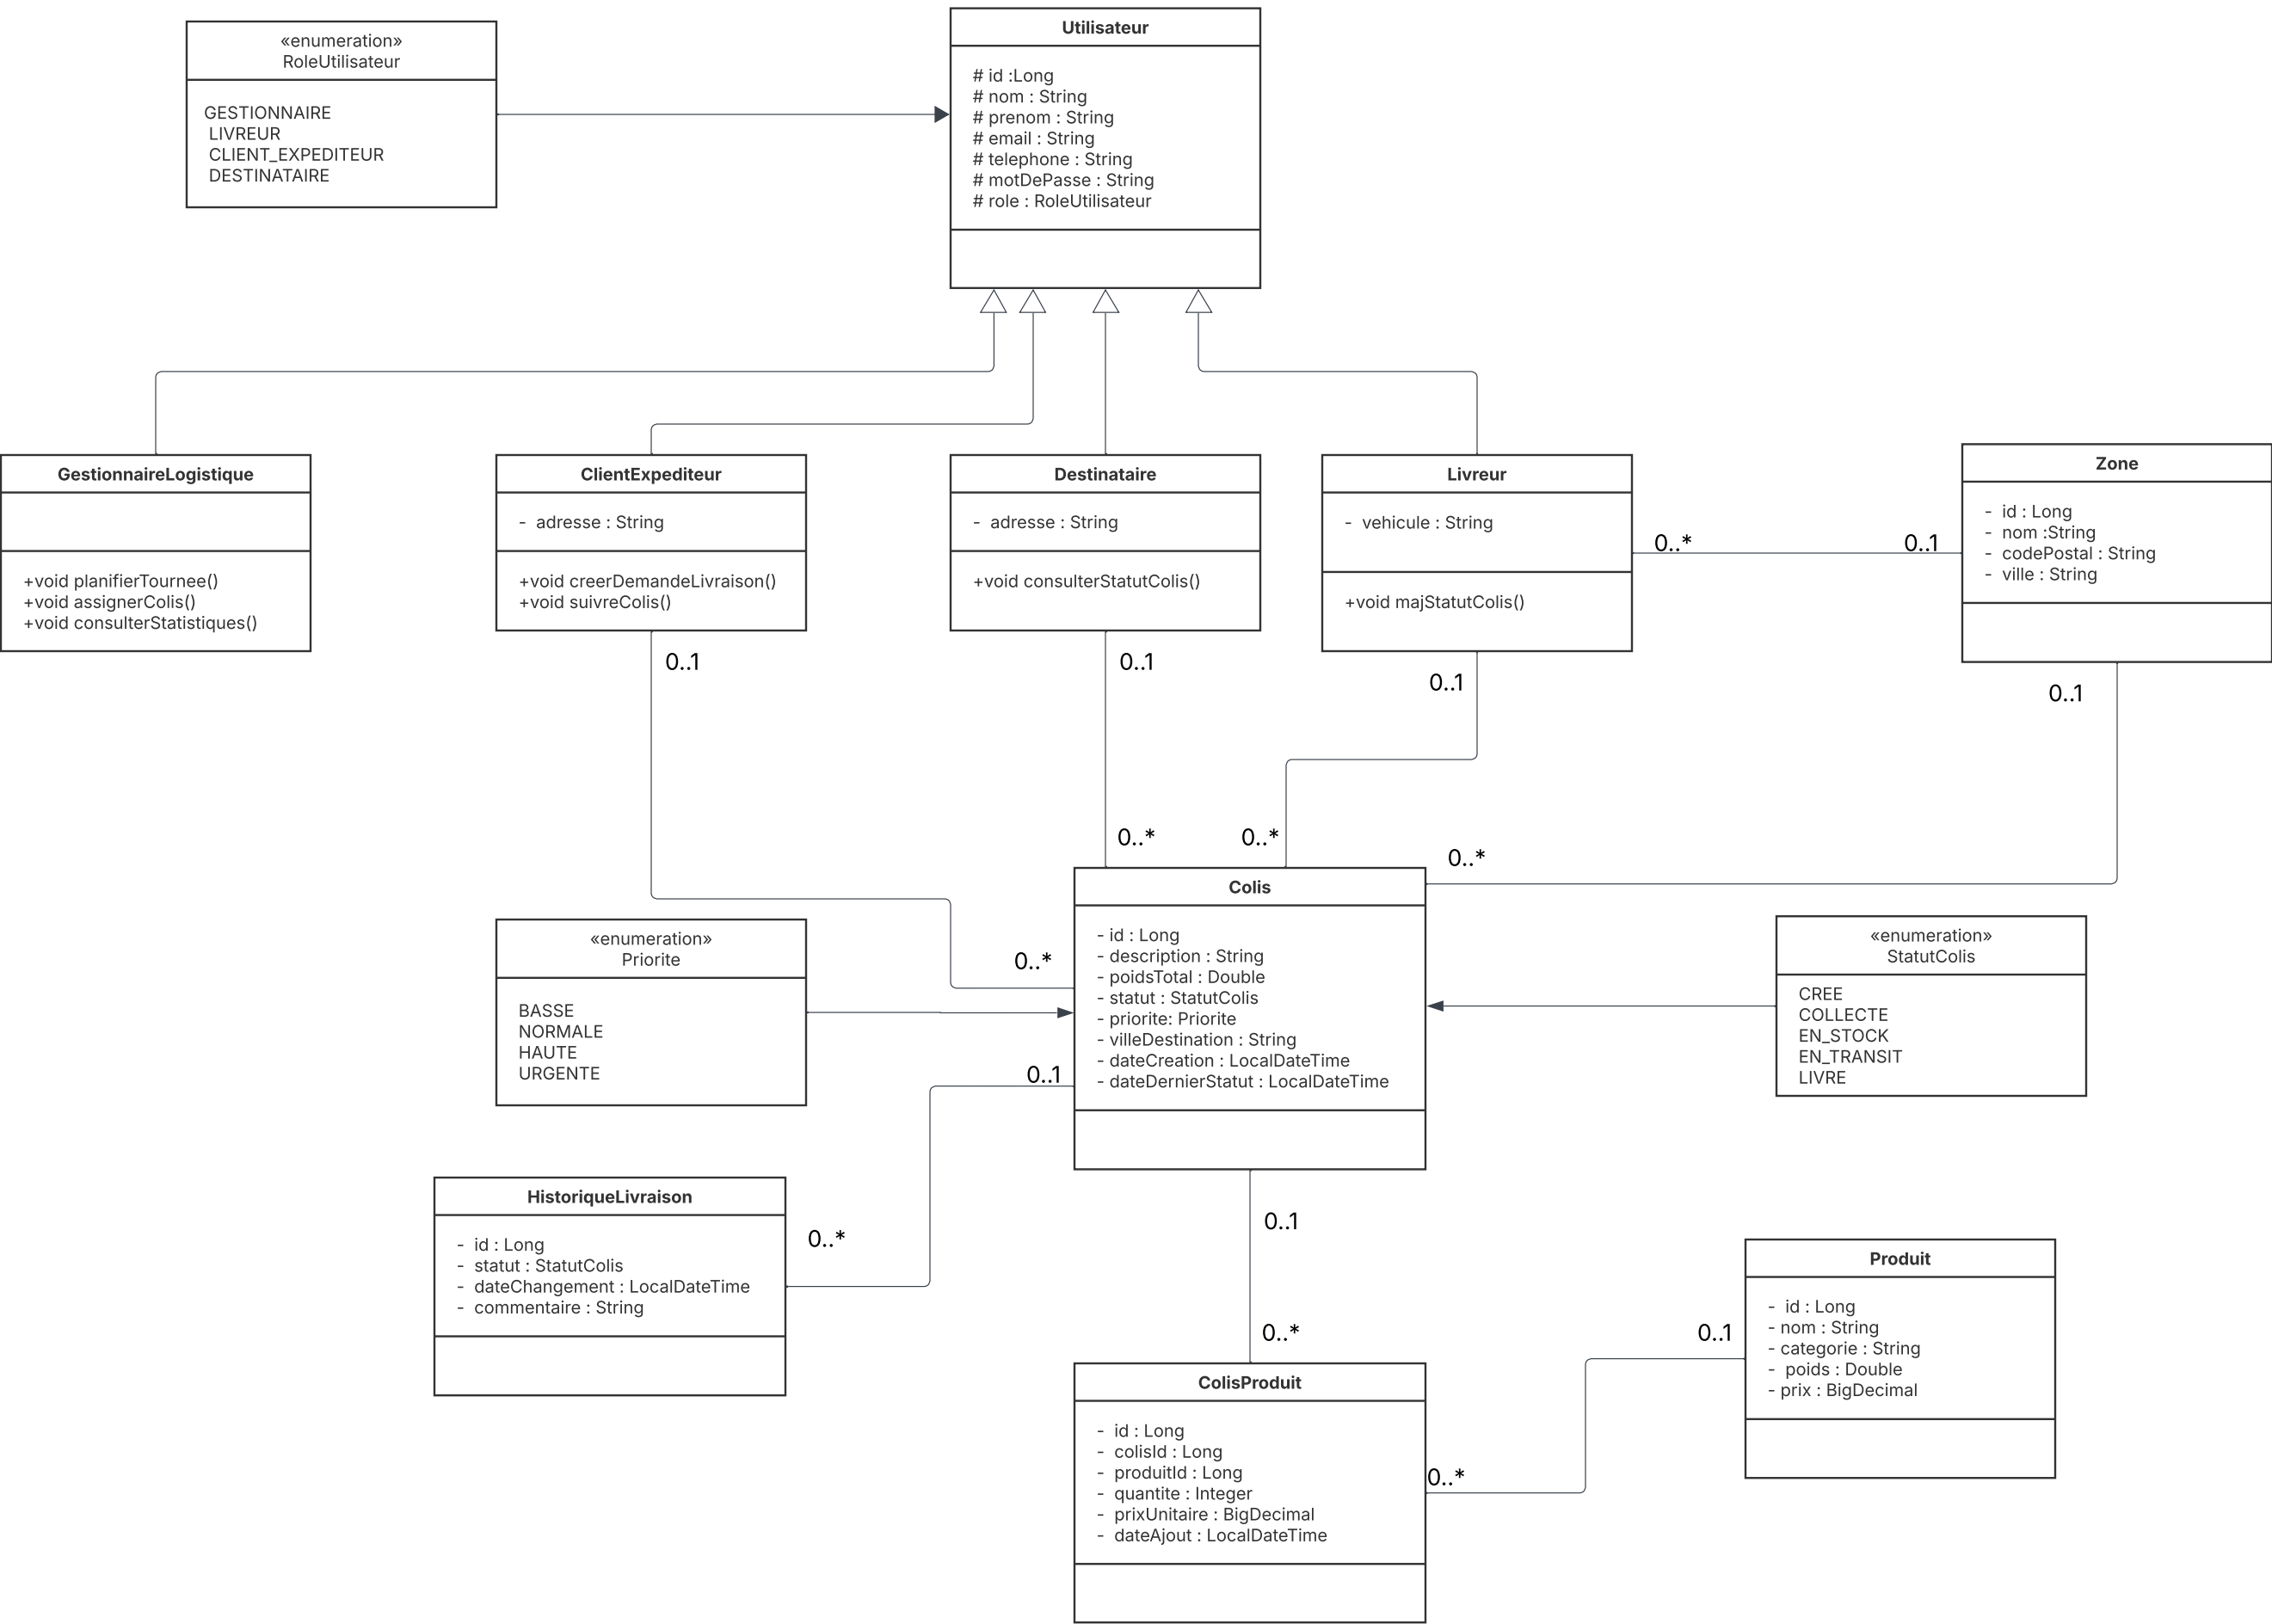 «enumeration»
RoleUtilisateur
GESTIONNAIRE
LIVREUR
CLIENT_EXPEDITEUR
DESTINATAIRE
Utilisateur
# id :Long
# nom : String
# prenom : String
# email : String
# telephone : String
# motDePasse : String
# role : RoleUtilisateur
GestionnaireLogistique
+void planifierTournee()
+void assignerColis()
+void consulterStatistiques()
ClientExpediteur
- adresse : String
+void creerDemandeLivraison()
+void suivreColis()
0..1
Destinataire
- adresse : String
+void consulterStatutColis()
0..1
Livreur
- vehicule : String
+void majStatutColis()
0..1
0..*
0..1
Zone
- id : Long
- nom :String
- codePostal : String
- ville : String
0..1
0..*
0..*
0..*
0..*
«enumeration»
Priorite
BASSE
NORMALE
HAUTE
URGENTE
Colis
- id : Long
- description : String
- poidsTotal : Double
- statut : StatutColis
- priorite: Priorite
- villeDestination : String
- dateCreation : LocalDateTime
- dateDernierStatut : LocalDateTime
«enumeration»
StatutColis
CREE
COLLECTE
EN_STOCK
EN_TRANSIT
LIVRE
0..1
HistoriqueLivraison
- id : Long
- statut : StatutColis
- dateChangement : LocalDateTime
- commentaire : String
0..*
0..1
0..*
ColisProduit
- id : Long
- colisId : Long
- produitId : Long
- quantite : Integer
- prixUnitaire : BigDecimal
- dateAjout : LocalDateTime
0..*
0..1
Produit
- id : Long
- nom : String
- categorie : String
- poids : Double
- prix : BigDecimal